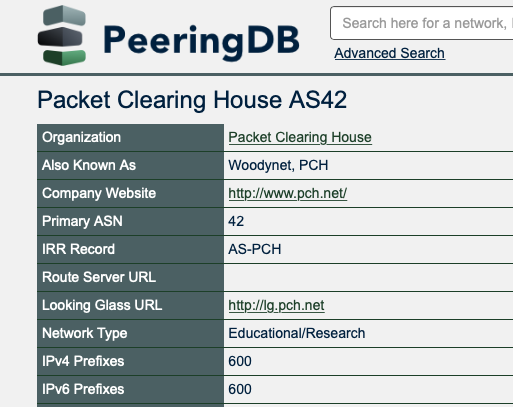 PeeringDB
Search here for a network,
Advanced Search
Packet Clearing House AS42
Organization Packet Clearing House
Also Known As Woodynet, PCH
Company Website http://www.pch.net/
Primary ASN 42
IRR Record AS-PCH
Route Server URL
Looking Glass URL http://lg.pch.net
Network Type Educational/Research
IPv4 Prefixes 600
IPv6 Prefixes 600